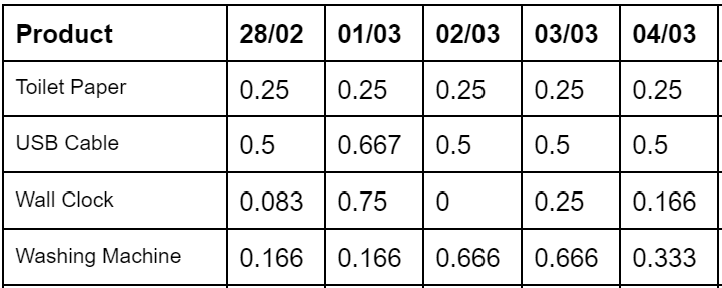 Product 28/02 01/03 02/03 03/03 04/03
Toilet Paper 0.25 0.25 0.25 0.25 0.25
USB Cable 0.5 0.667 0.5 0.5 0.5
Wall Clock 0.083 0.75 0 0.25 0.166
Washing Machine 0.166 0.166 0.666 0.666 0.333